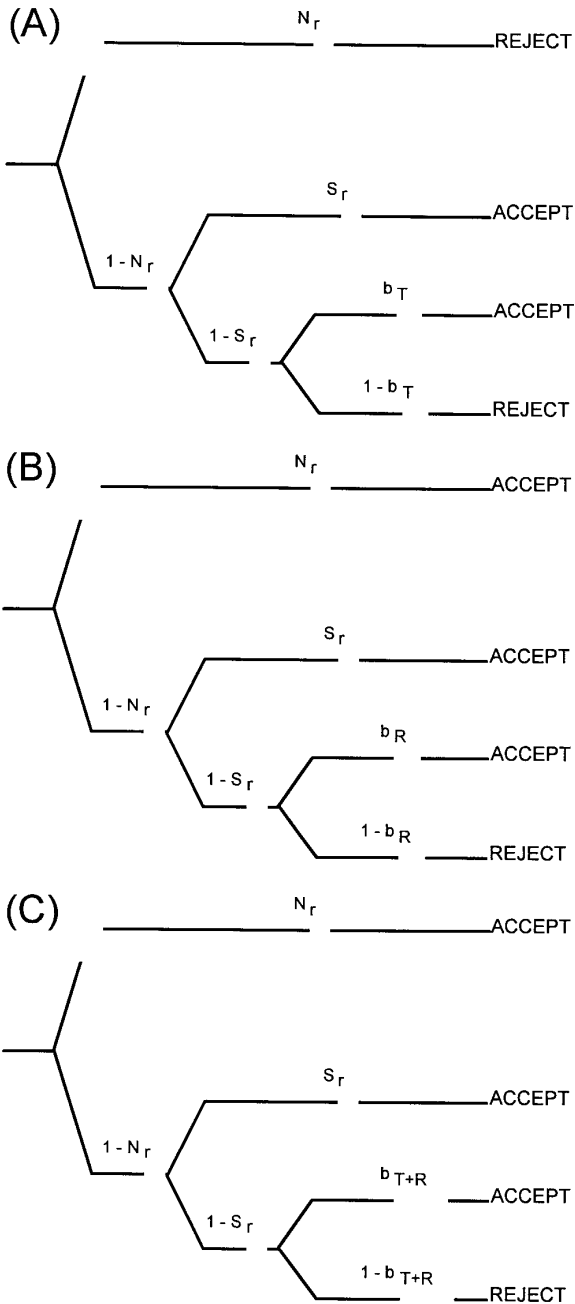 (A)
N r
REJECT
S r
ACCEPT
1 - N r
b T
ACCEPT
1 - S r
1 - b T
REJECT
(B)
N r
ACCEPT
S r
ACCEPT
1 - N r
b R
ACCEPT
1 - S r
1 - b R
REJECT
(C)
N r
ACCEPT
S r
ACCEPT
1 - N r
b T+R
ACCEPT
1 - S r
1 - b T+R
REJECT